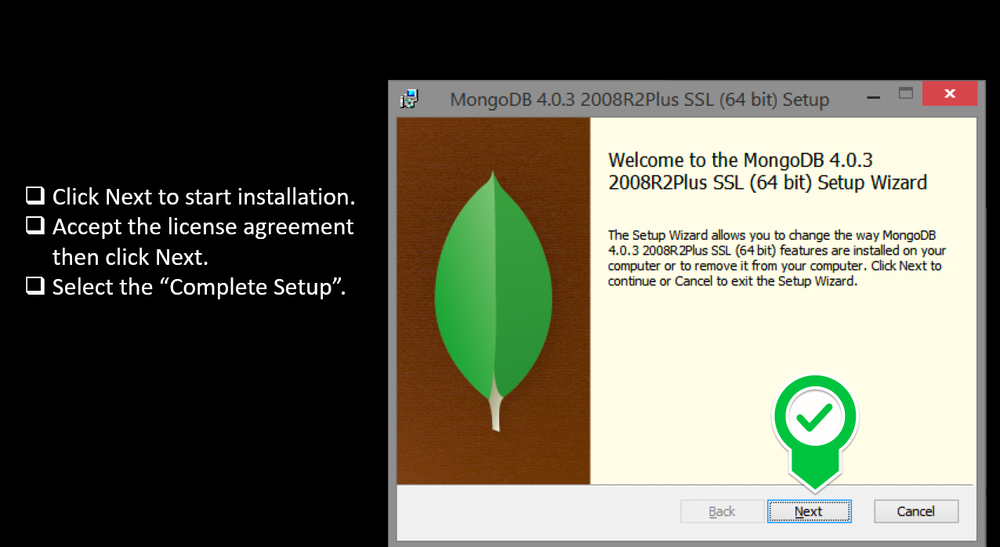 MongoDB 4.0.3 2008R2Plus SSL (64 bit) Setup
Click Next to start installation.
Accept the license agreement
then click Next.
Select the “Complete Setup”.
Welcome to the MongoDB 4.0.3
2008R2Plus SSL (64 bit) Setup Wizard
The Setup Wizard allows you to change the way MongoDB
4.0.3 2008R2Plus SSL (64 bit) features are installed on your
computer or to remove it from your computer. Click Next to
continue or Cancel to exit the Setup Wizard.
Back Next Cancel